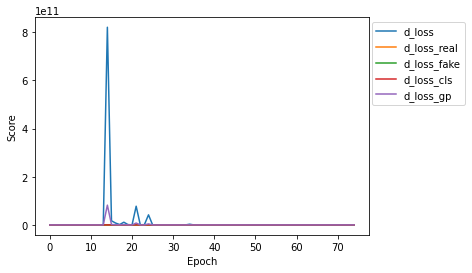 1e11
8
6
4
2
0
0 10 20 30 40 50 60 70
Score
Epoch
d_loss
d_loss_real
d_loss_fake
d_loss_cls
d_loss_gp